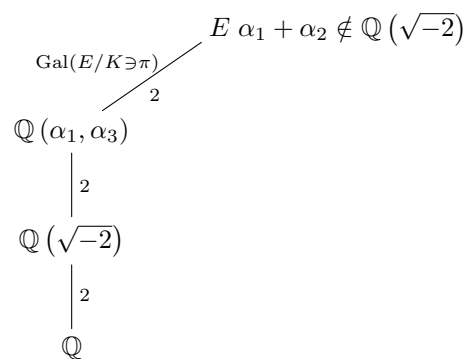 E α₁ + α₂ ∉ ℚ(√−2)
Gal(E/K∋π)
2
ℚ(α₁, α₃)
2
ℚ(√−2)
2
ℚ